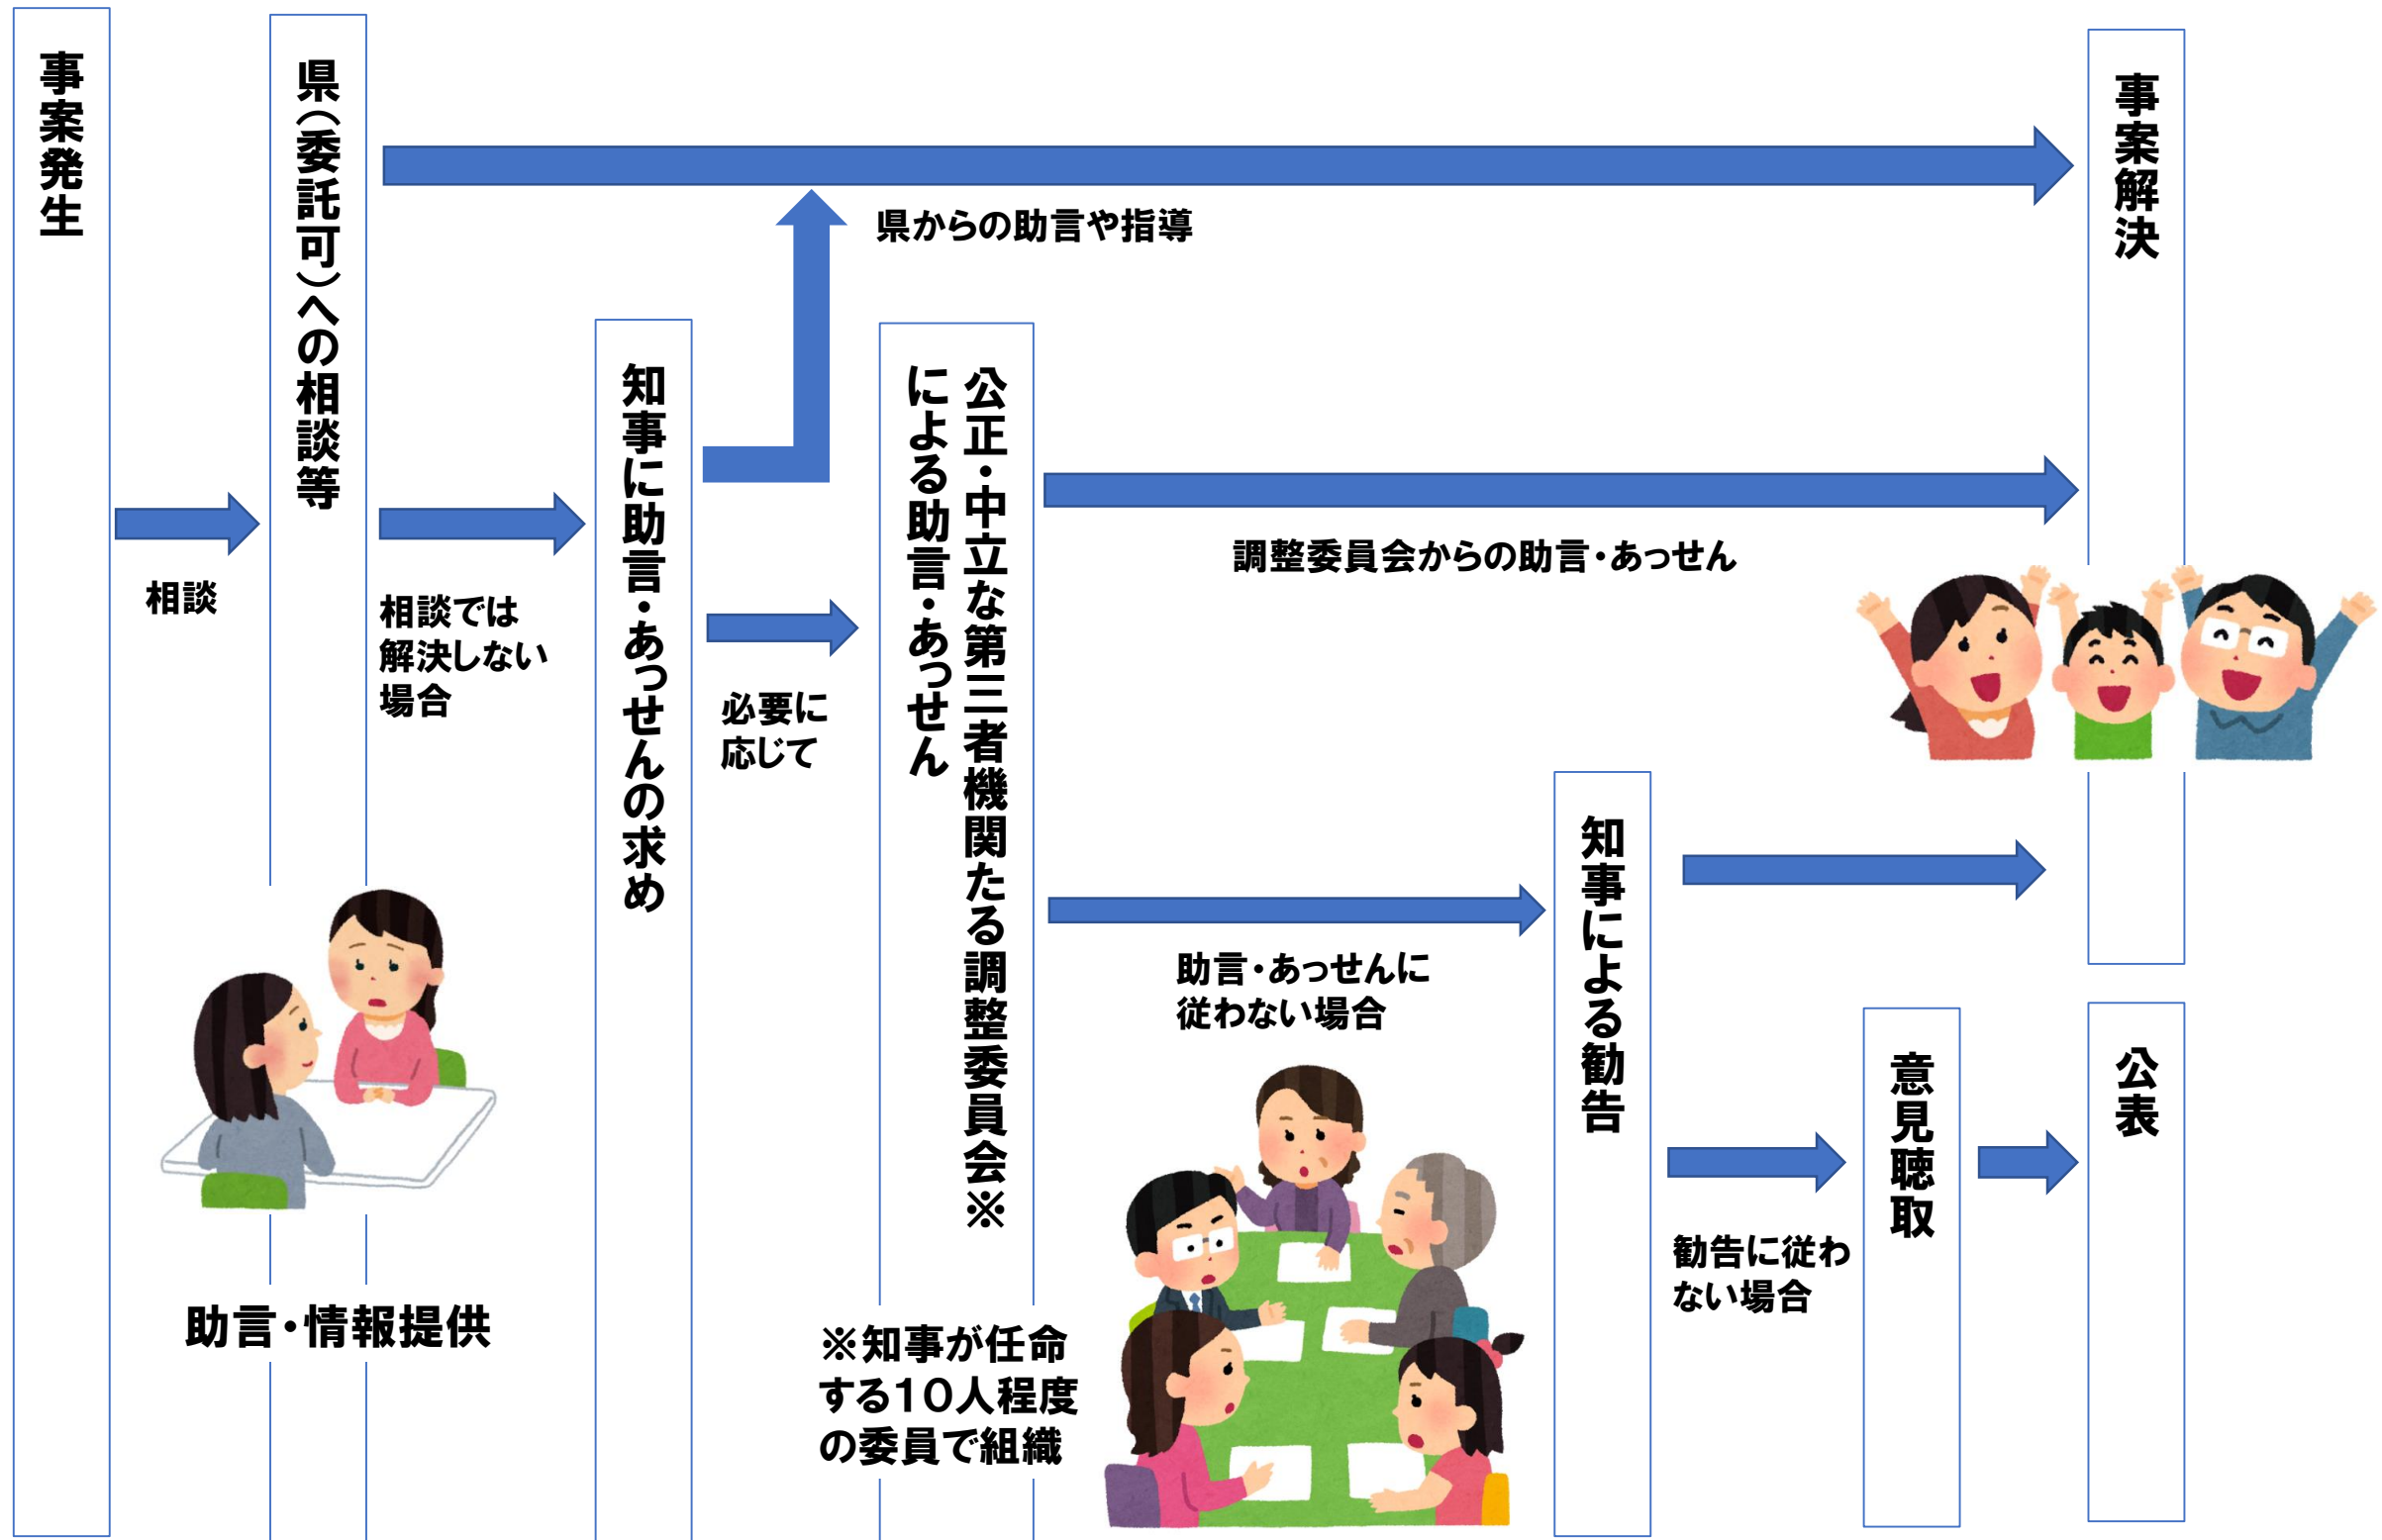 事案発生
相談
県（委託可）への相談等
助言・情報提供
相談では
解決しない
場合
知事に助言・あっせんの求め
県からの助言や指導
必要に
応じて
公正・中立な第三者機関たる調整委員会※
による助言・あっせん
※知事が任命
する１０人程度
の委員で組織
調整委員会からの助言・あっせん
助言・あっせんに
従わない場合
知事による勧告
勧告に従わ
ない場合
意見聴取
事案解決
公表